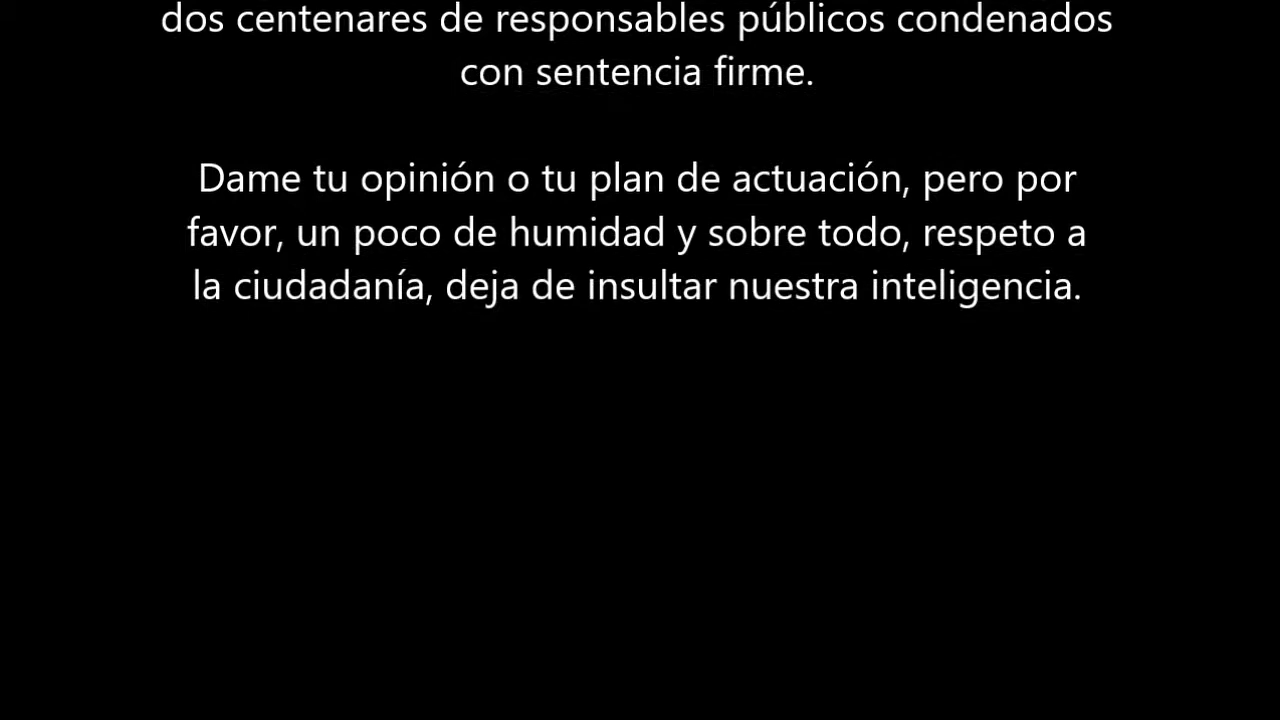 dos centenares de responsables públicos condenados
con sentencia firme.
Dame tu opinión o tu plan de actuación, pero por
favor, un poco de humidad y sobre todo, respeto a
la ciudadanía, deja de insultar nuestra inteligencia.